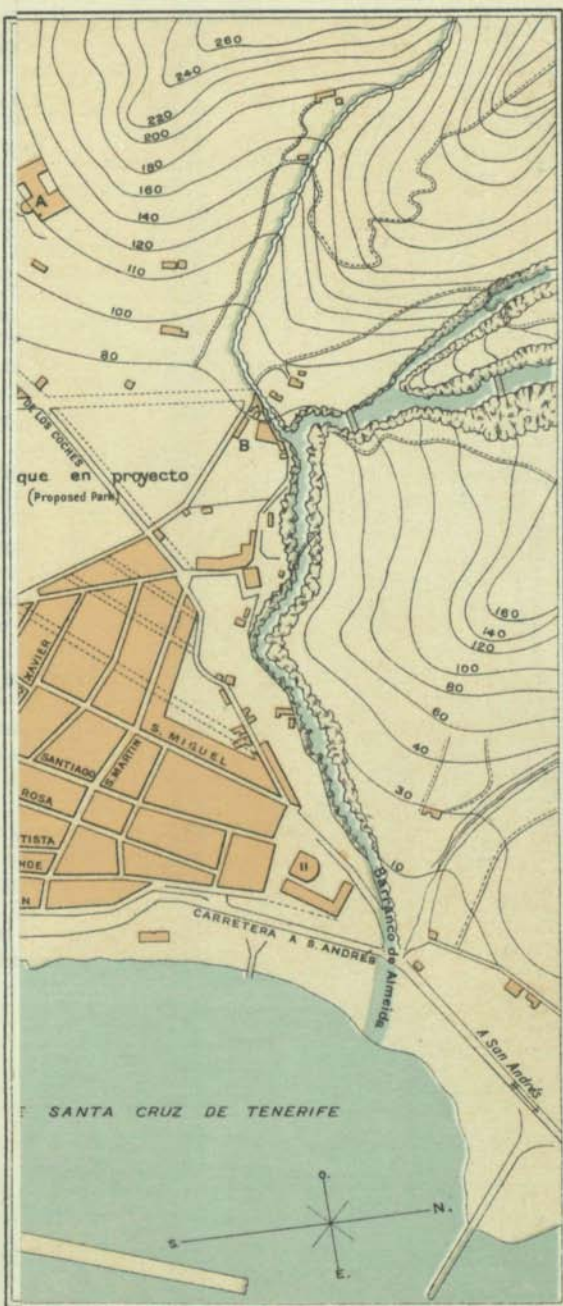 260
240
220
200
180
160
140
120
110
100
80
A
DE LOS COCHES
B
que en proyecto
(Proposed Park)
160
140
120
100
80
60
40
30
10
XAVIER
S. MIGUEL
SANTIAGO
S. MARTIN
ROSA
TISTA
NDE
N
II
CARRETERA A S. ANDRÉS
Barranco de Almeida
A San Andrés
E SANTA CRUZ DE TENERIFE
O.
N.
S.
E.